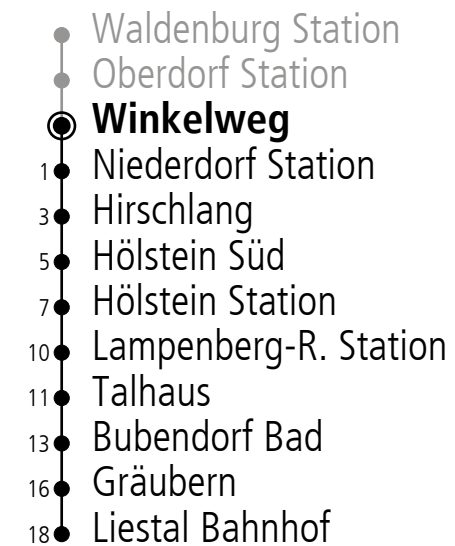 Waldenburg Station
Oberdorf Station
Winkelweg
1 Niederdorf Station
3 Hirschlang
5 Hölstein Süd
7 Hölstein Station
10 Lampenberg-R. Station
11 Talhaus
13 Bubendorf Bad
16 Gräubern
18 Liestal Bahnhof